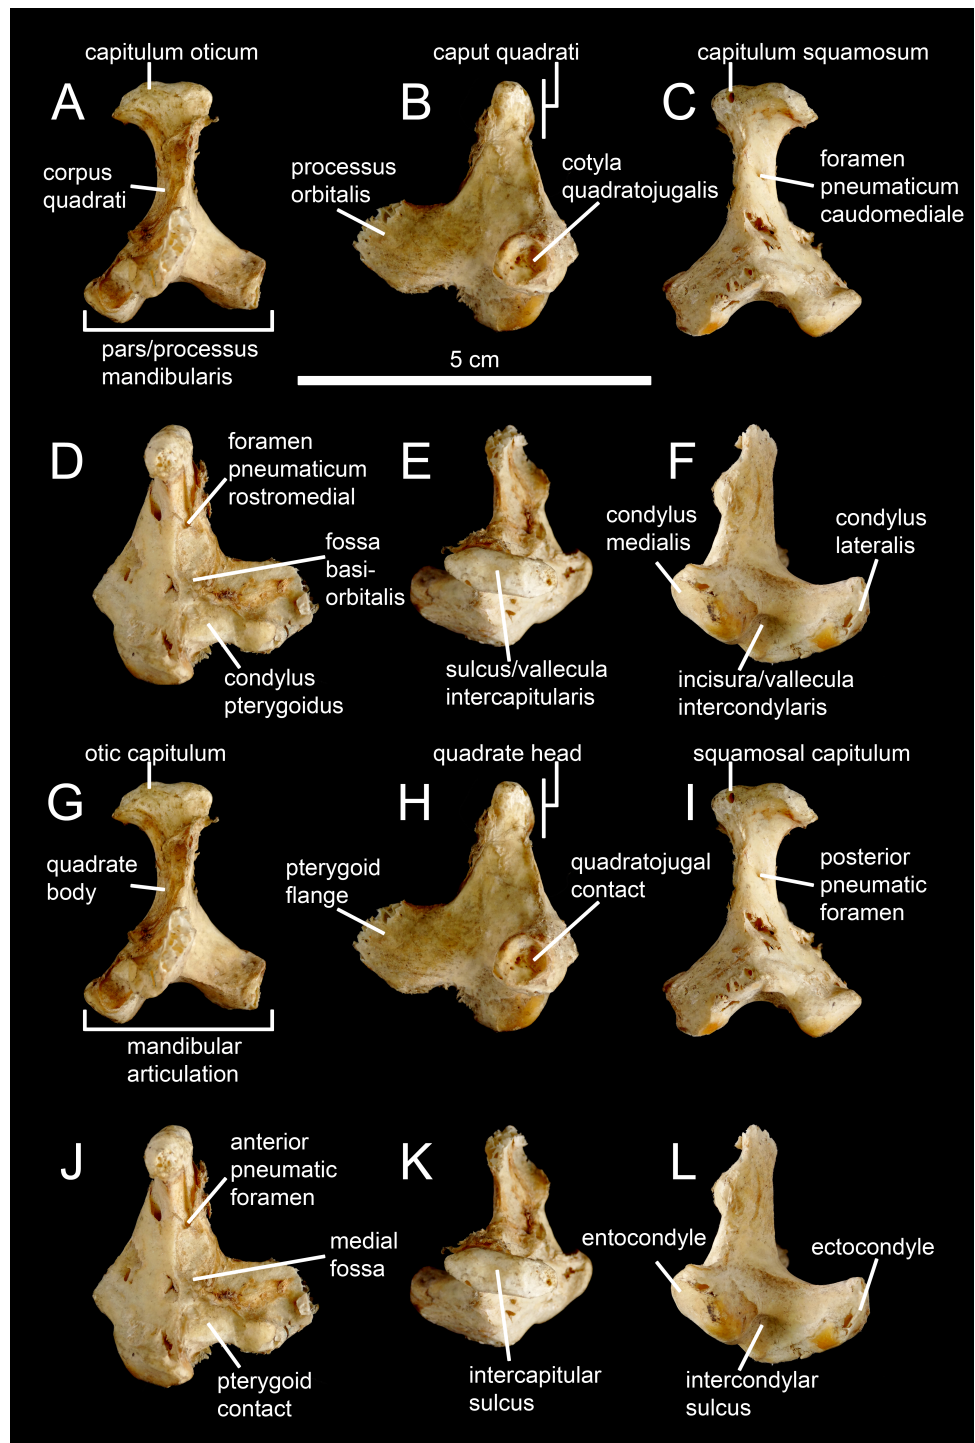 capitulum oticum
caput quadrati
capitulum squamosum
A
B
C
corpus
quadrati
processus
orbitalis
cotyla
quadratojugalis
foramen
pneumaticum
caudomediale
pars/processus
mandibularis
5 cm
D
E
F
foramen
pneumaticum
rostromedial
fossa
basi-
orbitalis
condylus
pterygoidus
sulcus/vallecula
intercapitularis
condylus
medialis
condylus
lateralis
incisura/vallecula
intercondylaris
otic capitulum
quadrate head
squamosal capitulum
G
H
I
quadrate
body
pterygoid
flange
quadratojugal
contact
posterior
pneumatic
foramen
mandibular
articulation
J
K
L
anterior
pneumatic
foramen
medial
fossa
pterygoid
contact
intercapitular
sulcus
entocondyle
ectocondyle
intercondylar
sulcus